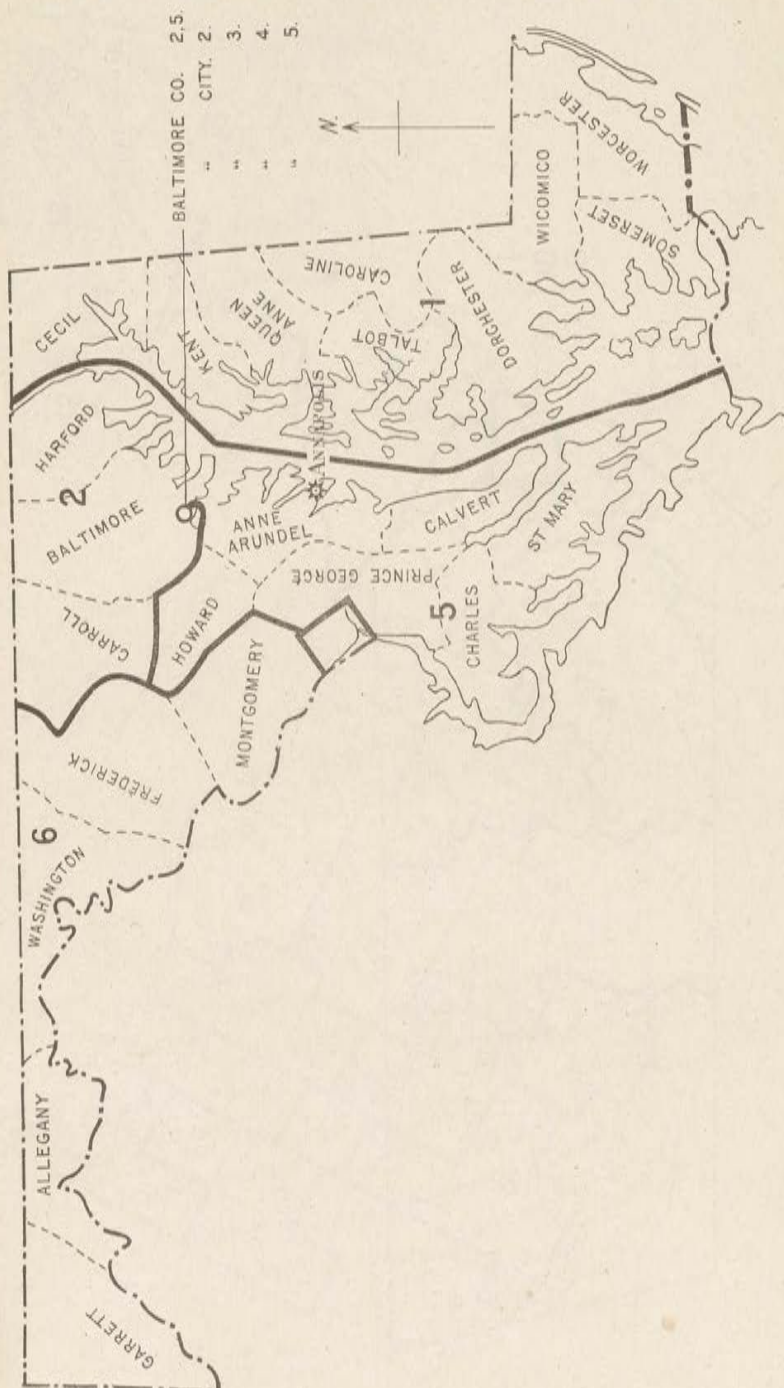 BALTIMORE CO. 2,5.
" CITY. 2.
" " 3.
" " 4.
" " 5.
N.
GARRETT
ALLEGANY
WASHINGTON
6
FREDERICK
CARROLL
BALTIMORE
2
HARFORD
CECIL
KENT
QUEEN
ANNE
CAROLINE
TALBOT
1
DORCHESTER
WICOMICO
WORCESTER
SOMERSET
HOWARD
MONTGOMERY
ANNE
ARUNDEL
ANNAPOLIS
PRINCE GEORGE
CALVERT
5
CHARLES
ST MARY